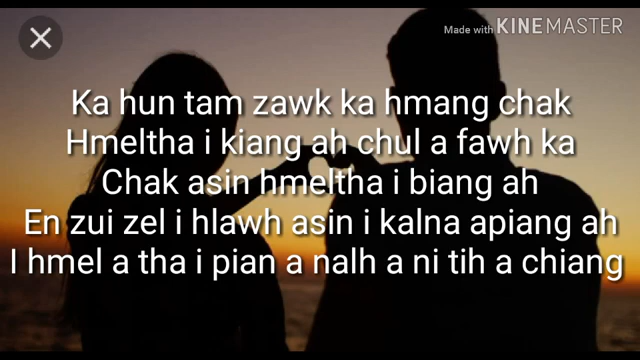 Made with KINEMASTER
Ka hun tam zawk ka hmang chak
Hmeltha i kiang ah chul a fawh ka
Chak asin hmeltha i biang ah
En zui zel i hlawh asin i kalna apiang ah
I hmel a tha i pian a nalh a ni tih a chiang